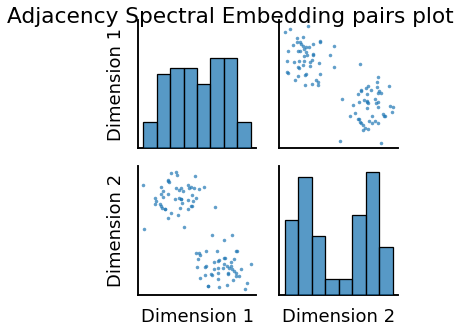 Adjacency Spectral Embedding pairs plot
Dimension 1
Dimension 2
Dimension 1
Dimension 2